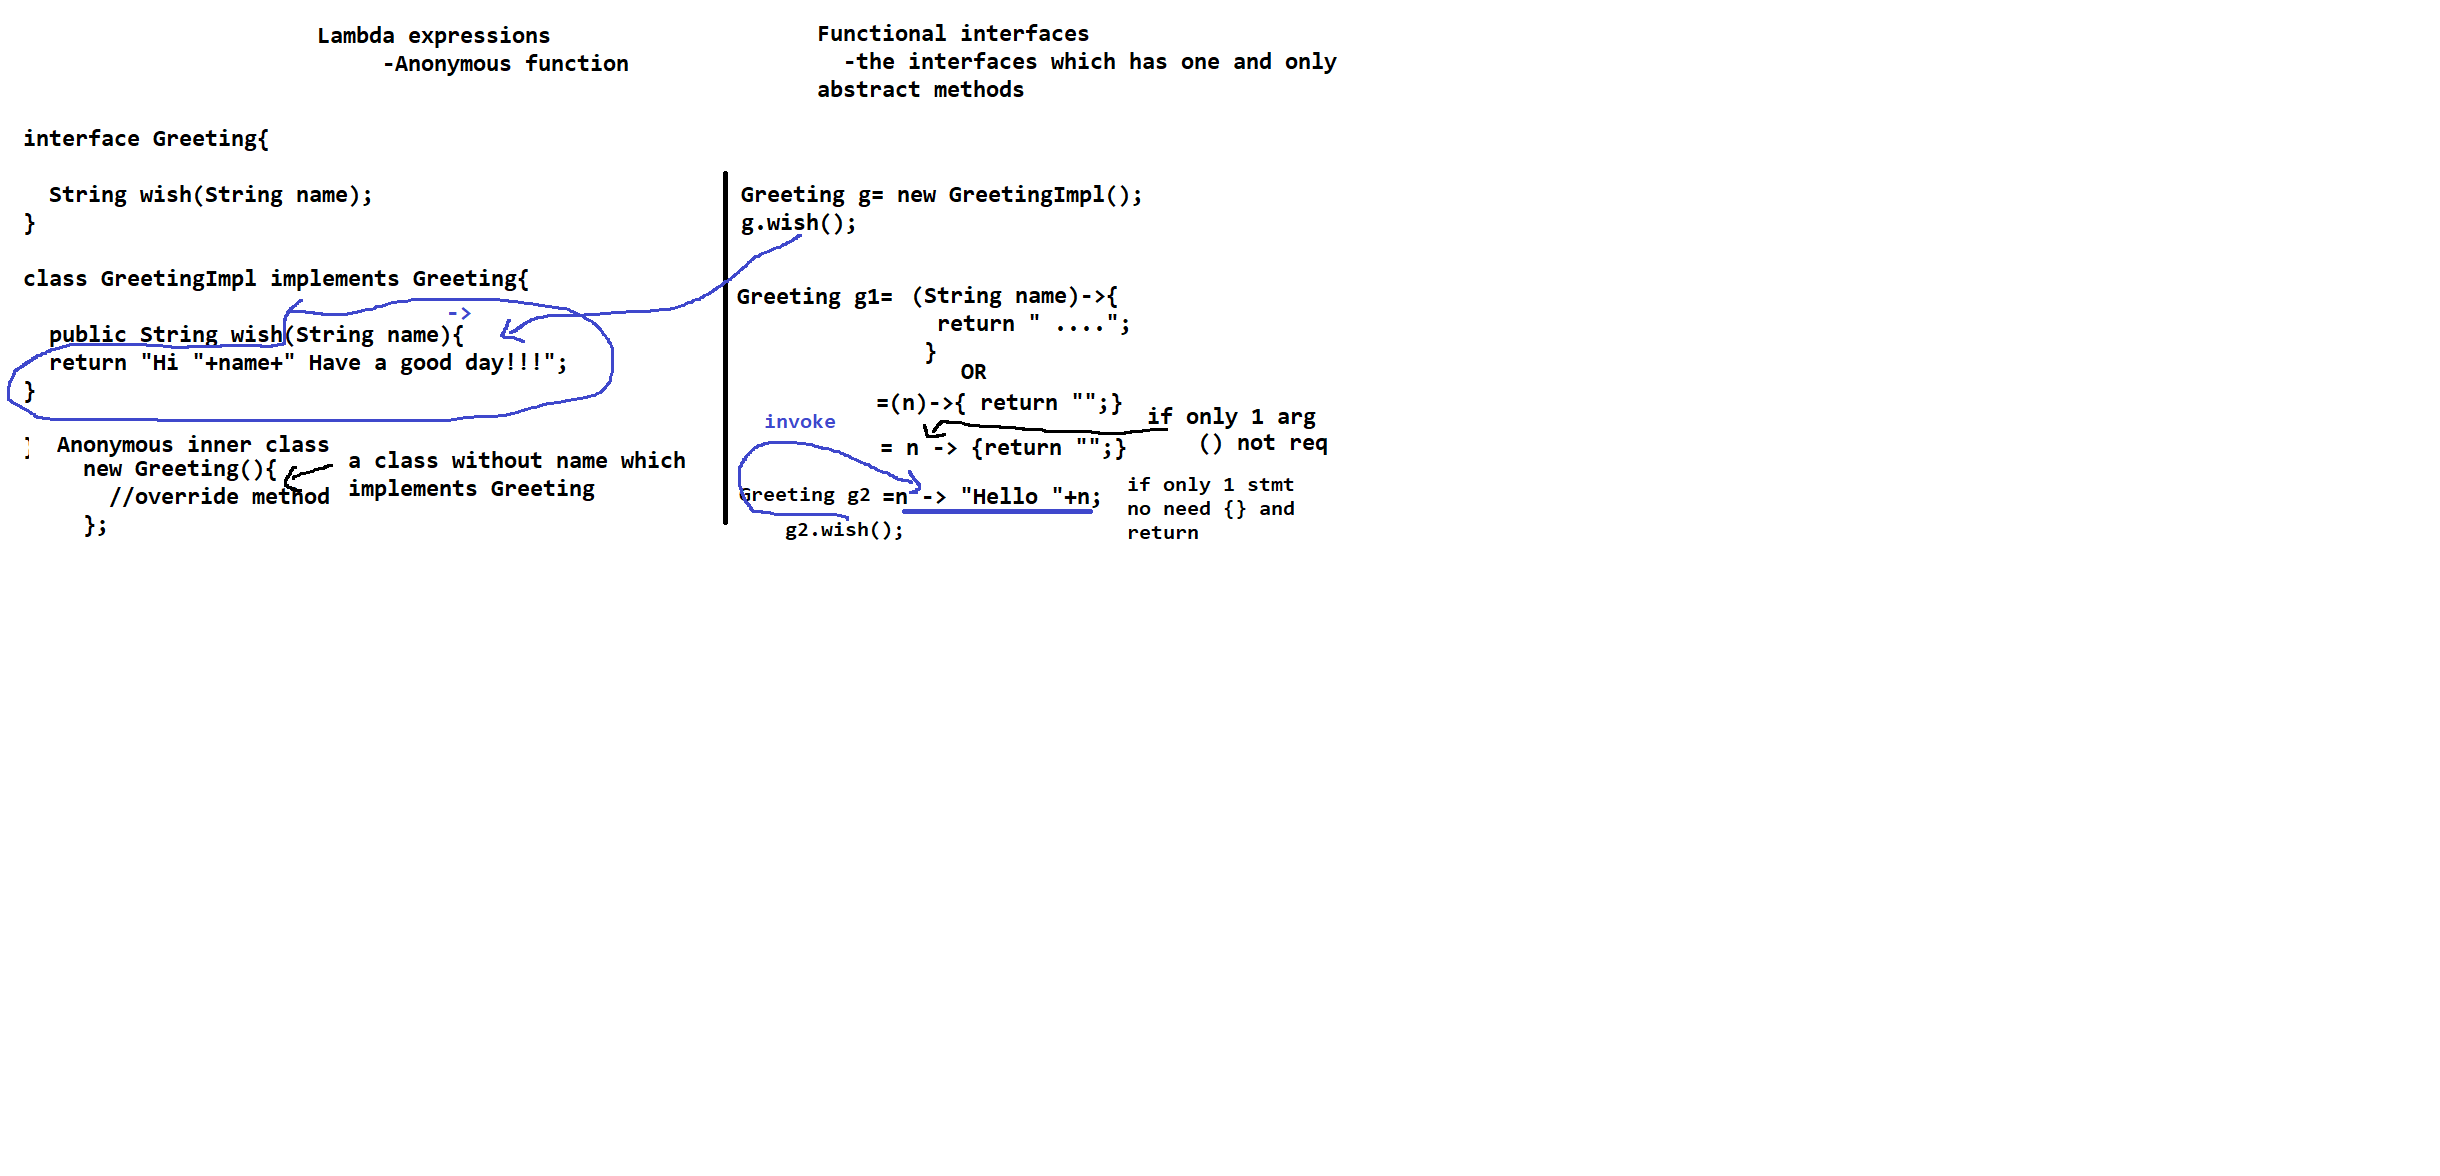 Lambda expressions
-Anonymous function
Functional interfaces
-the interfaces which has one and only
abstract methods
interface Greeting{
String wish(String name);
}
class GreetingImpl implements Greeting{
->
public String wish(String name){
return "Hi "+name+" Have a good day!!!";
}
}
Anonymous inner class
new Greeting(){
//override method
};
a class without name which
implements Greeting
Greeting g= new GreetingImpl();
g.wish();
Greeting g1= (String name)->{
return " ....";
}
OR
=(n)->{ return "";}
= n -> {return "";}
if only 1 arg
() not req
invoke
Greeting g2 =n -> "Hello "+n;
g2.wish();
if only 1 stmt
no need {} and
return